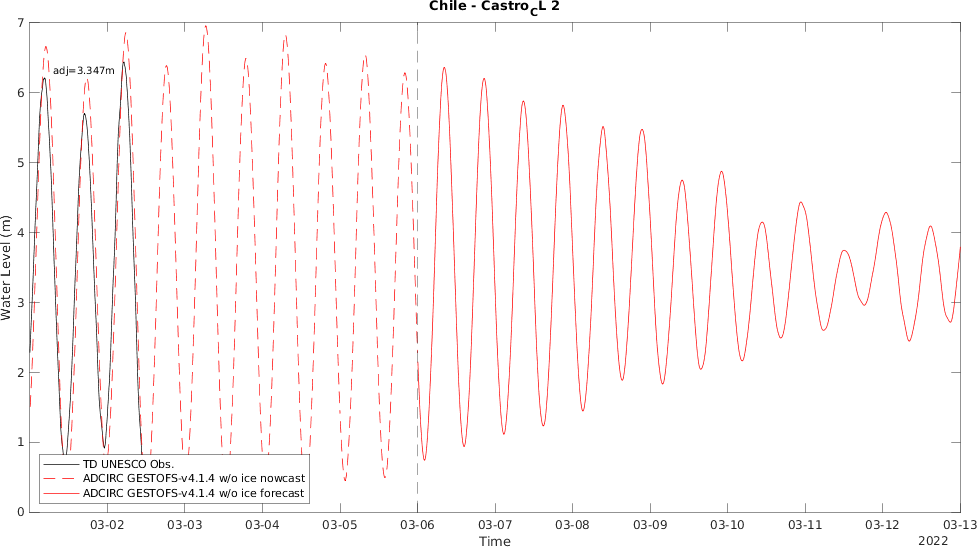 Chile - Castro_CL 2
Water Level (m)
7
6
5
4
3
2
1
0
adj=3.347m
TD UNESCO Obs.
ADCIRC GESTOFS-v4.1.4 w/o ice nowcast
ADCIRC GESTOFS-v4.1.4 w/o ice forecast
03-02 03-03 03-04 03-05 03-06 03-07 03-08 03-09 03-10 03-11 03-12 03-13
Time
2022